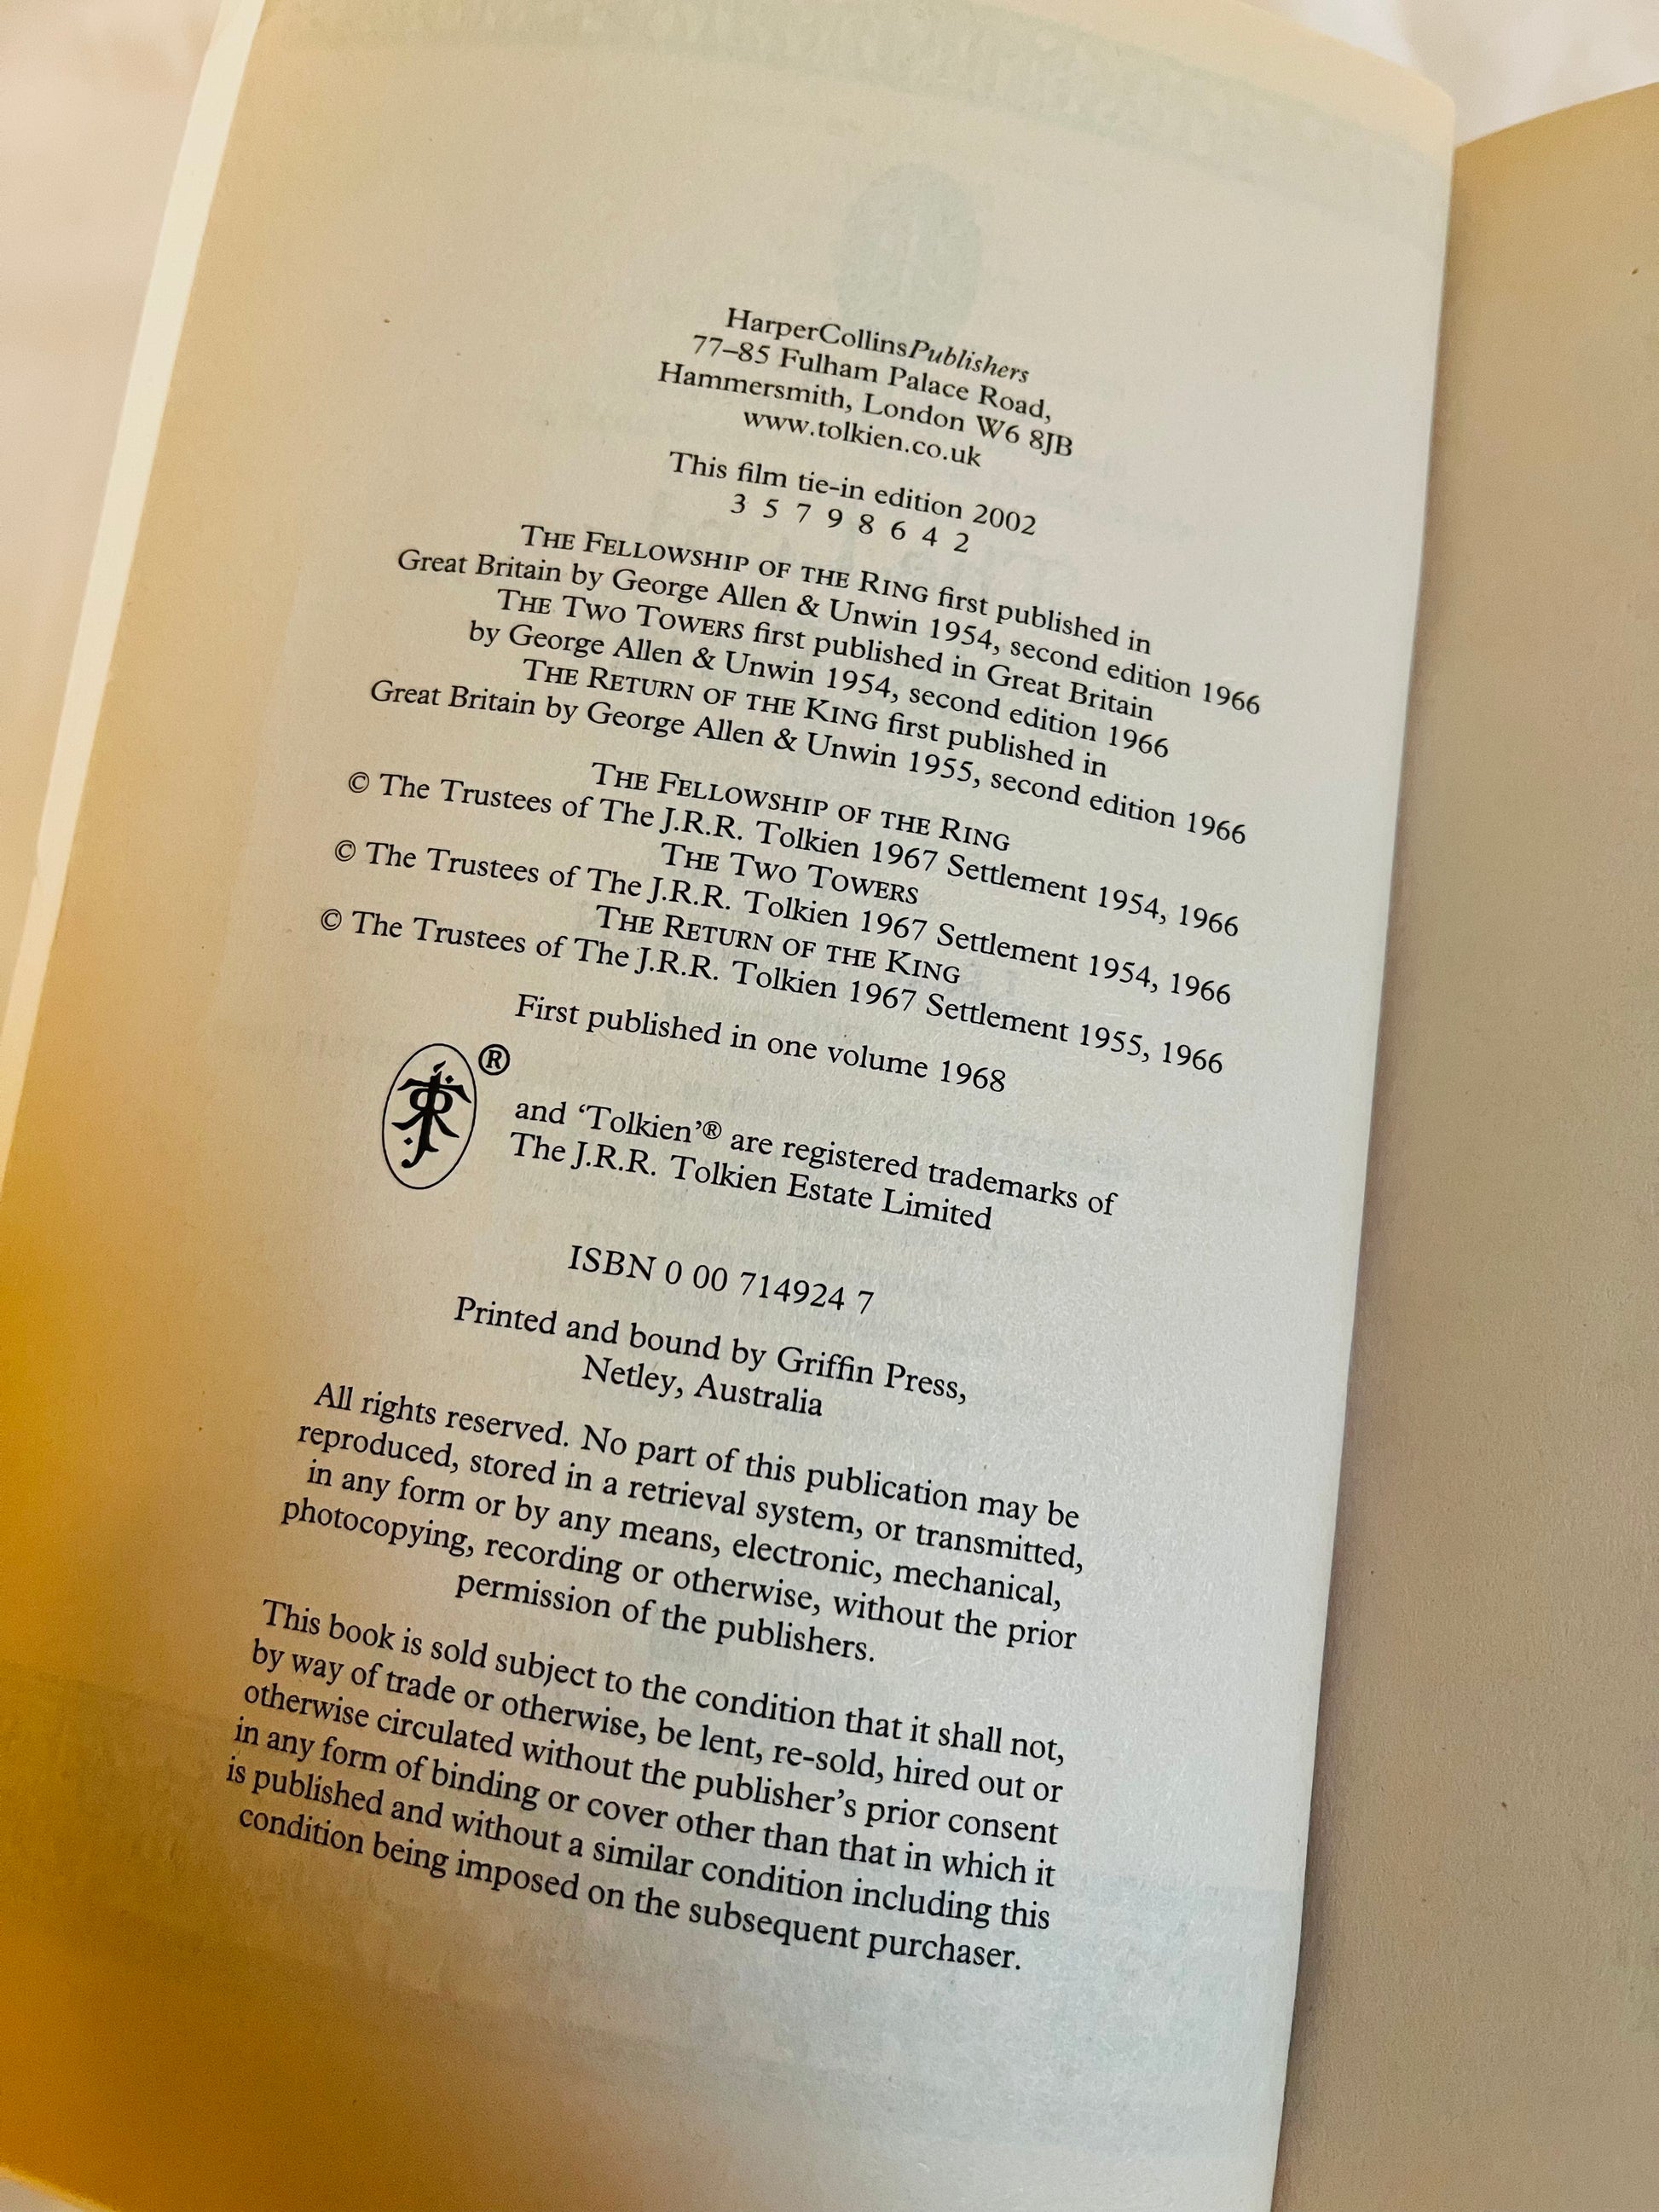 HarperCollinsPublishers
77–85 Fulham Palace Road,
Hammersmith, London W6 8JB
www.tolkien.co.uk
This film tie-in edition 2002
3 5 7 9 8 6 4 2
THE FELLOWSHIP OF THE RING first published in
Great Britain by George Allen & Unwin 1954, second edition 1966
THE TWO TOWERS first published in Great Britain
by George Allen & Unwin 1954, second edition 1966
THE RETURN OF THE KING first published in
Great Britain by George Allen & Unwin 1955, second edition 1966
THE FELLOWSHIP OF THE RING
© The Trustees of The J.R.R. Tolkien 1967 Settlement 1954, 1966
THE TWO TOWERS
© The Trustees of The J.R.R. Tolkien 1967 Settlement 1954, 1966
THE RETURN OF THE KING
© The Trustees of The J.R.R. Tolkien 1967 Settlement 1955, 1966
First published in one volume 1968
®
and ‘Tolkien’® are registered trademarks of
The J.R.R. Tolkien Estate Limited
ISBN 0 00 714924 7
Printed and bound by Griffin Press,
Netley, Australia
All rights reserved. No part of this publication may be
reproduced, stored in a retrieval system, or transmitted,
in any form or by any means, electronic, mechanical,
photocopying, recording or otherwise, without the prior
permission of the publishers.
This book is sold subject to the condition that it shall not,
by way of trade or otherwise, be lent, re-sold, hired out or
otherwise circulated without the publisher’s prior consent
in any form of binding or cover other than that in which it
is published and without a similar condition including this
condition being imposed on the subsequent purchaser.